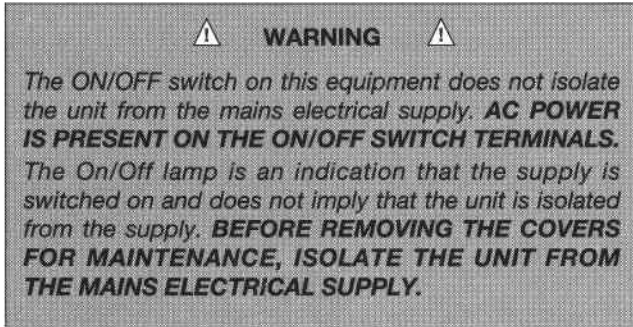 WARNING
The ON/OFF switch on this equipment does not isolate
the unit from the mains electrical supply. AC POWER
IS PRESENT ON THE ON/OFF SWITCH TERMINALS.
The On/Off lamp is an indication that the supply is
switched on and does not imply that the unit is isolated
from the supply. BEFORE REMOVING THE COVERS
FOR MAINTENANCE, ISOLATE THE UNIT FROM
THE MAINS ELECTRICAL SUPPLY.